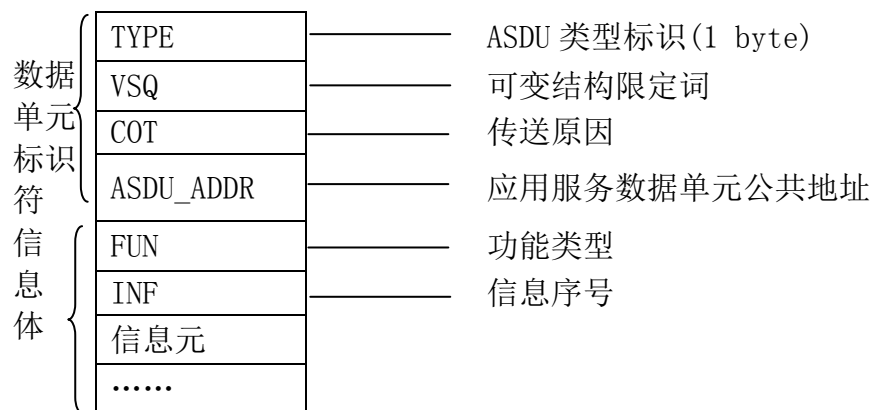 TYPE ASDU 类型标识(1 byte)
数据单元标识符
VSQ 可变结构限定词
COT 传送原因
ASDU_ADDR 应用服务数据单元公共地址
信息体
FUN 功能类型
INF 信息序号
信息元
……